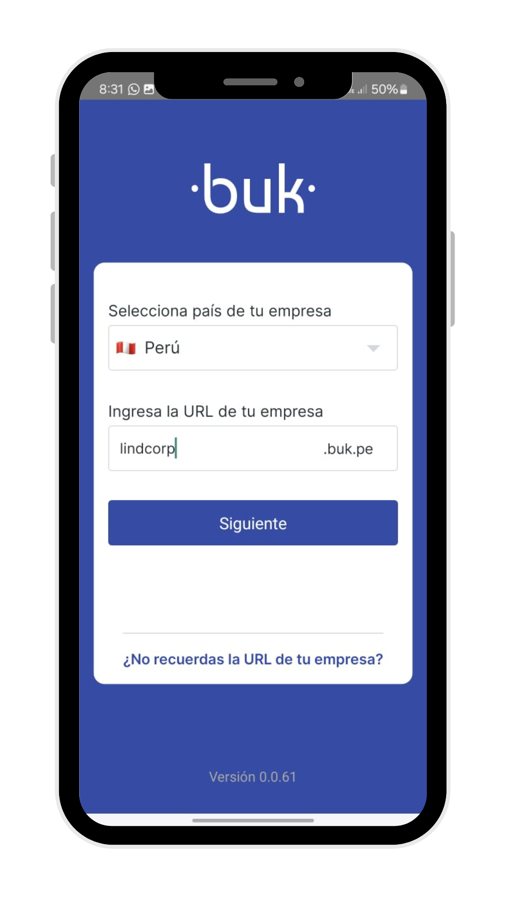 8:31 50%
·buk·
Selecciona país de tu empresa
Perú
Ingresa la URL de tu empresa
lindcorp .buk.pe
Siguiente
¿No recuerdas la URL de tu empresa?
Versión 0.0.61